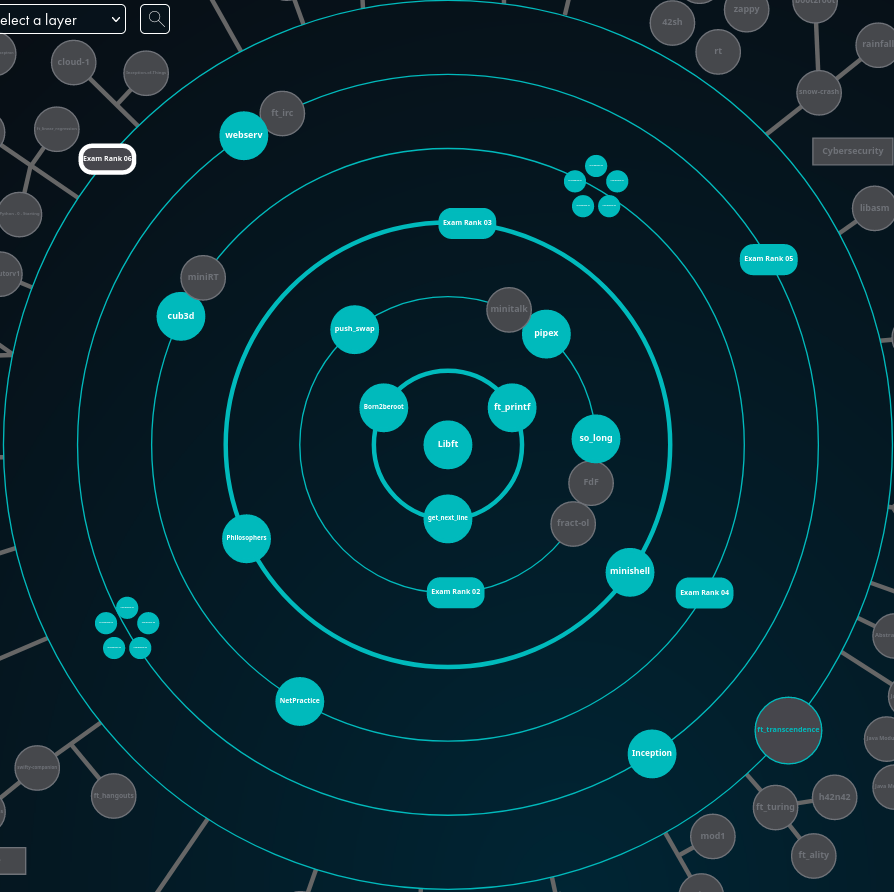 elect a layer
42sh
zappy
rt
rainfall
cloud-1
snow-crash
ft_irc
webserv
Exam Rank 06
Cybersecurity
libasm
Exam Rank 03
Exam Rank 05
miniRT
cub3d
minitalk
push_swap
pipex
Born2beroot
ft_printf
so_long
Libft
FdF
get_next_line
fract-ol
Philosophers
minishell
Exam Rank 02
Exam Rank 04
NetPractice
ft_transcendence
Inception
swifty-companion
ft_hangouts
h42n42
ft_turing
mod1
ft_ality